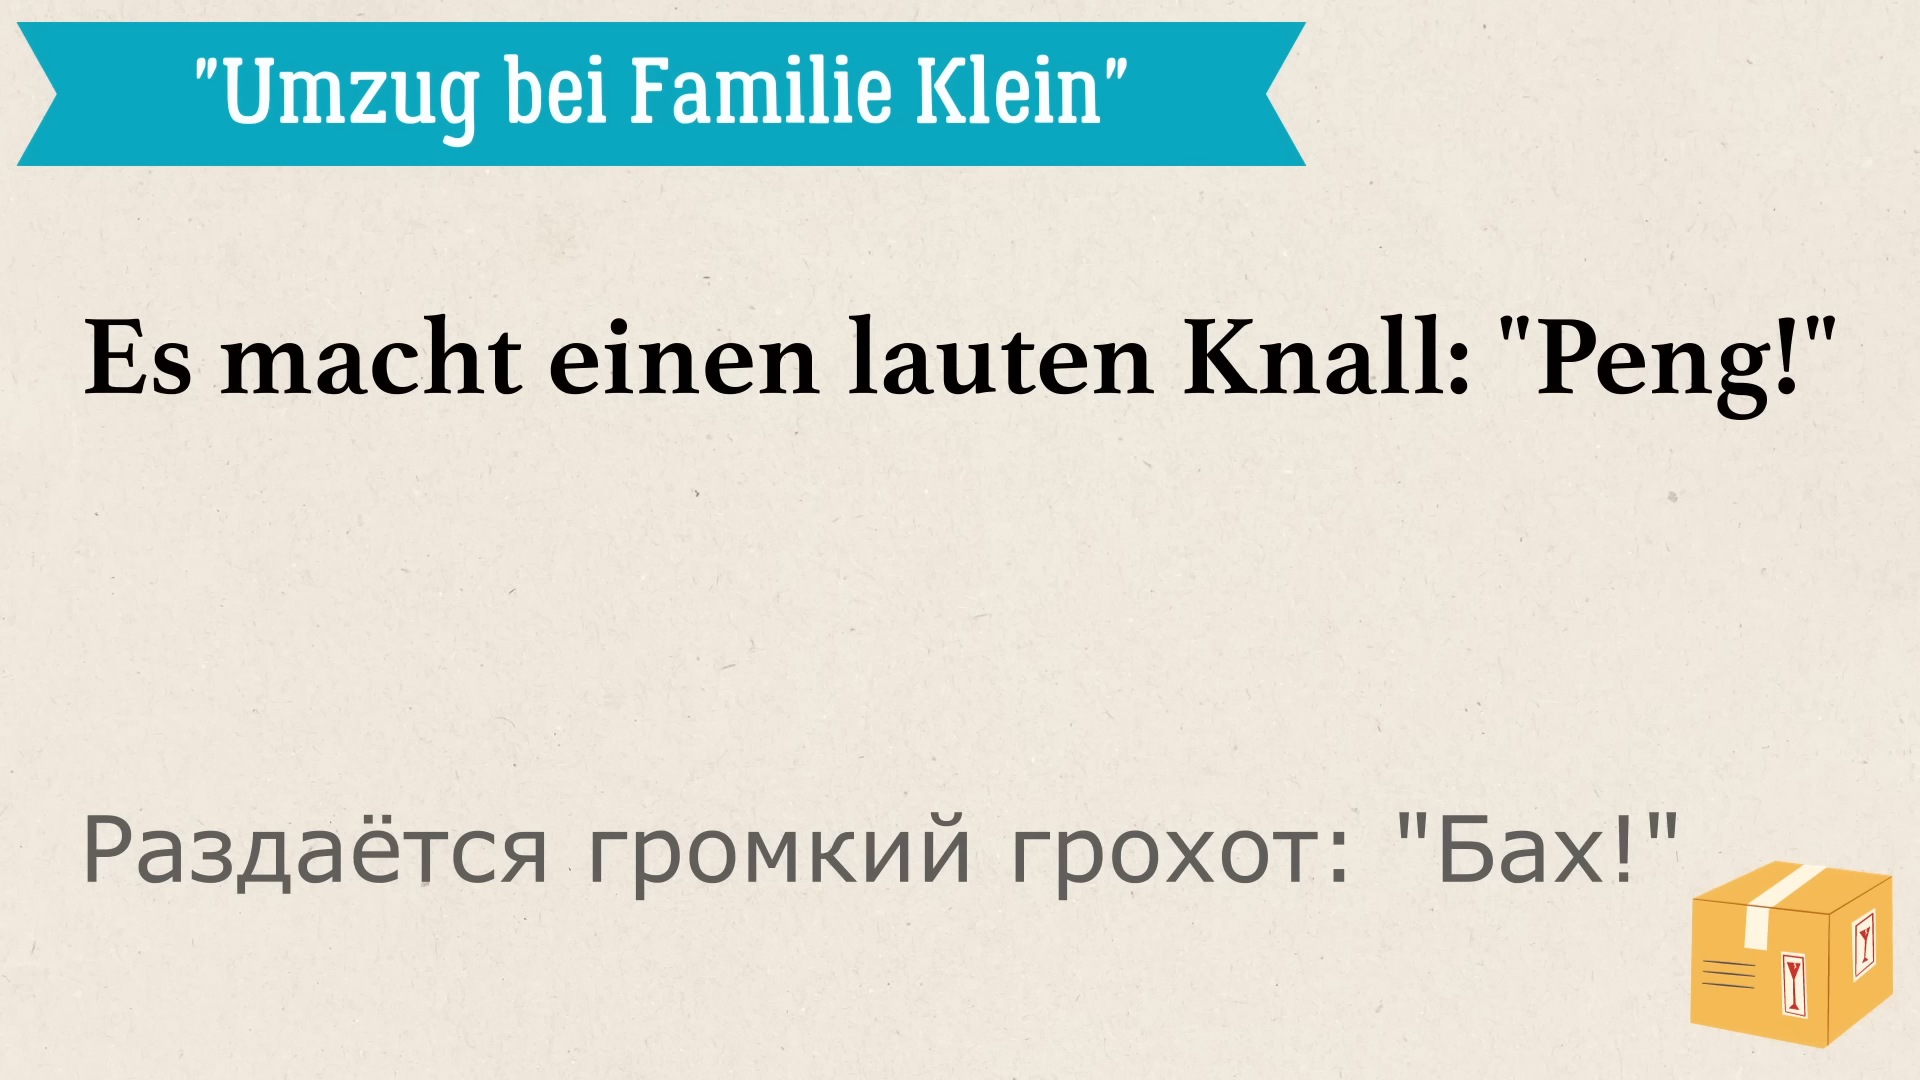 "Umzug bei Familie Klein"
Es macht einen lauten Knall: "Peng!"
Раздаётся громкий грохот: "Бах!"